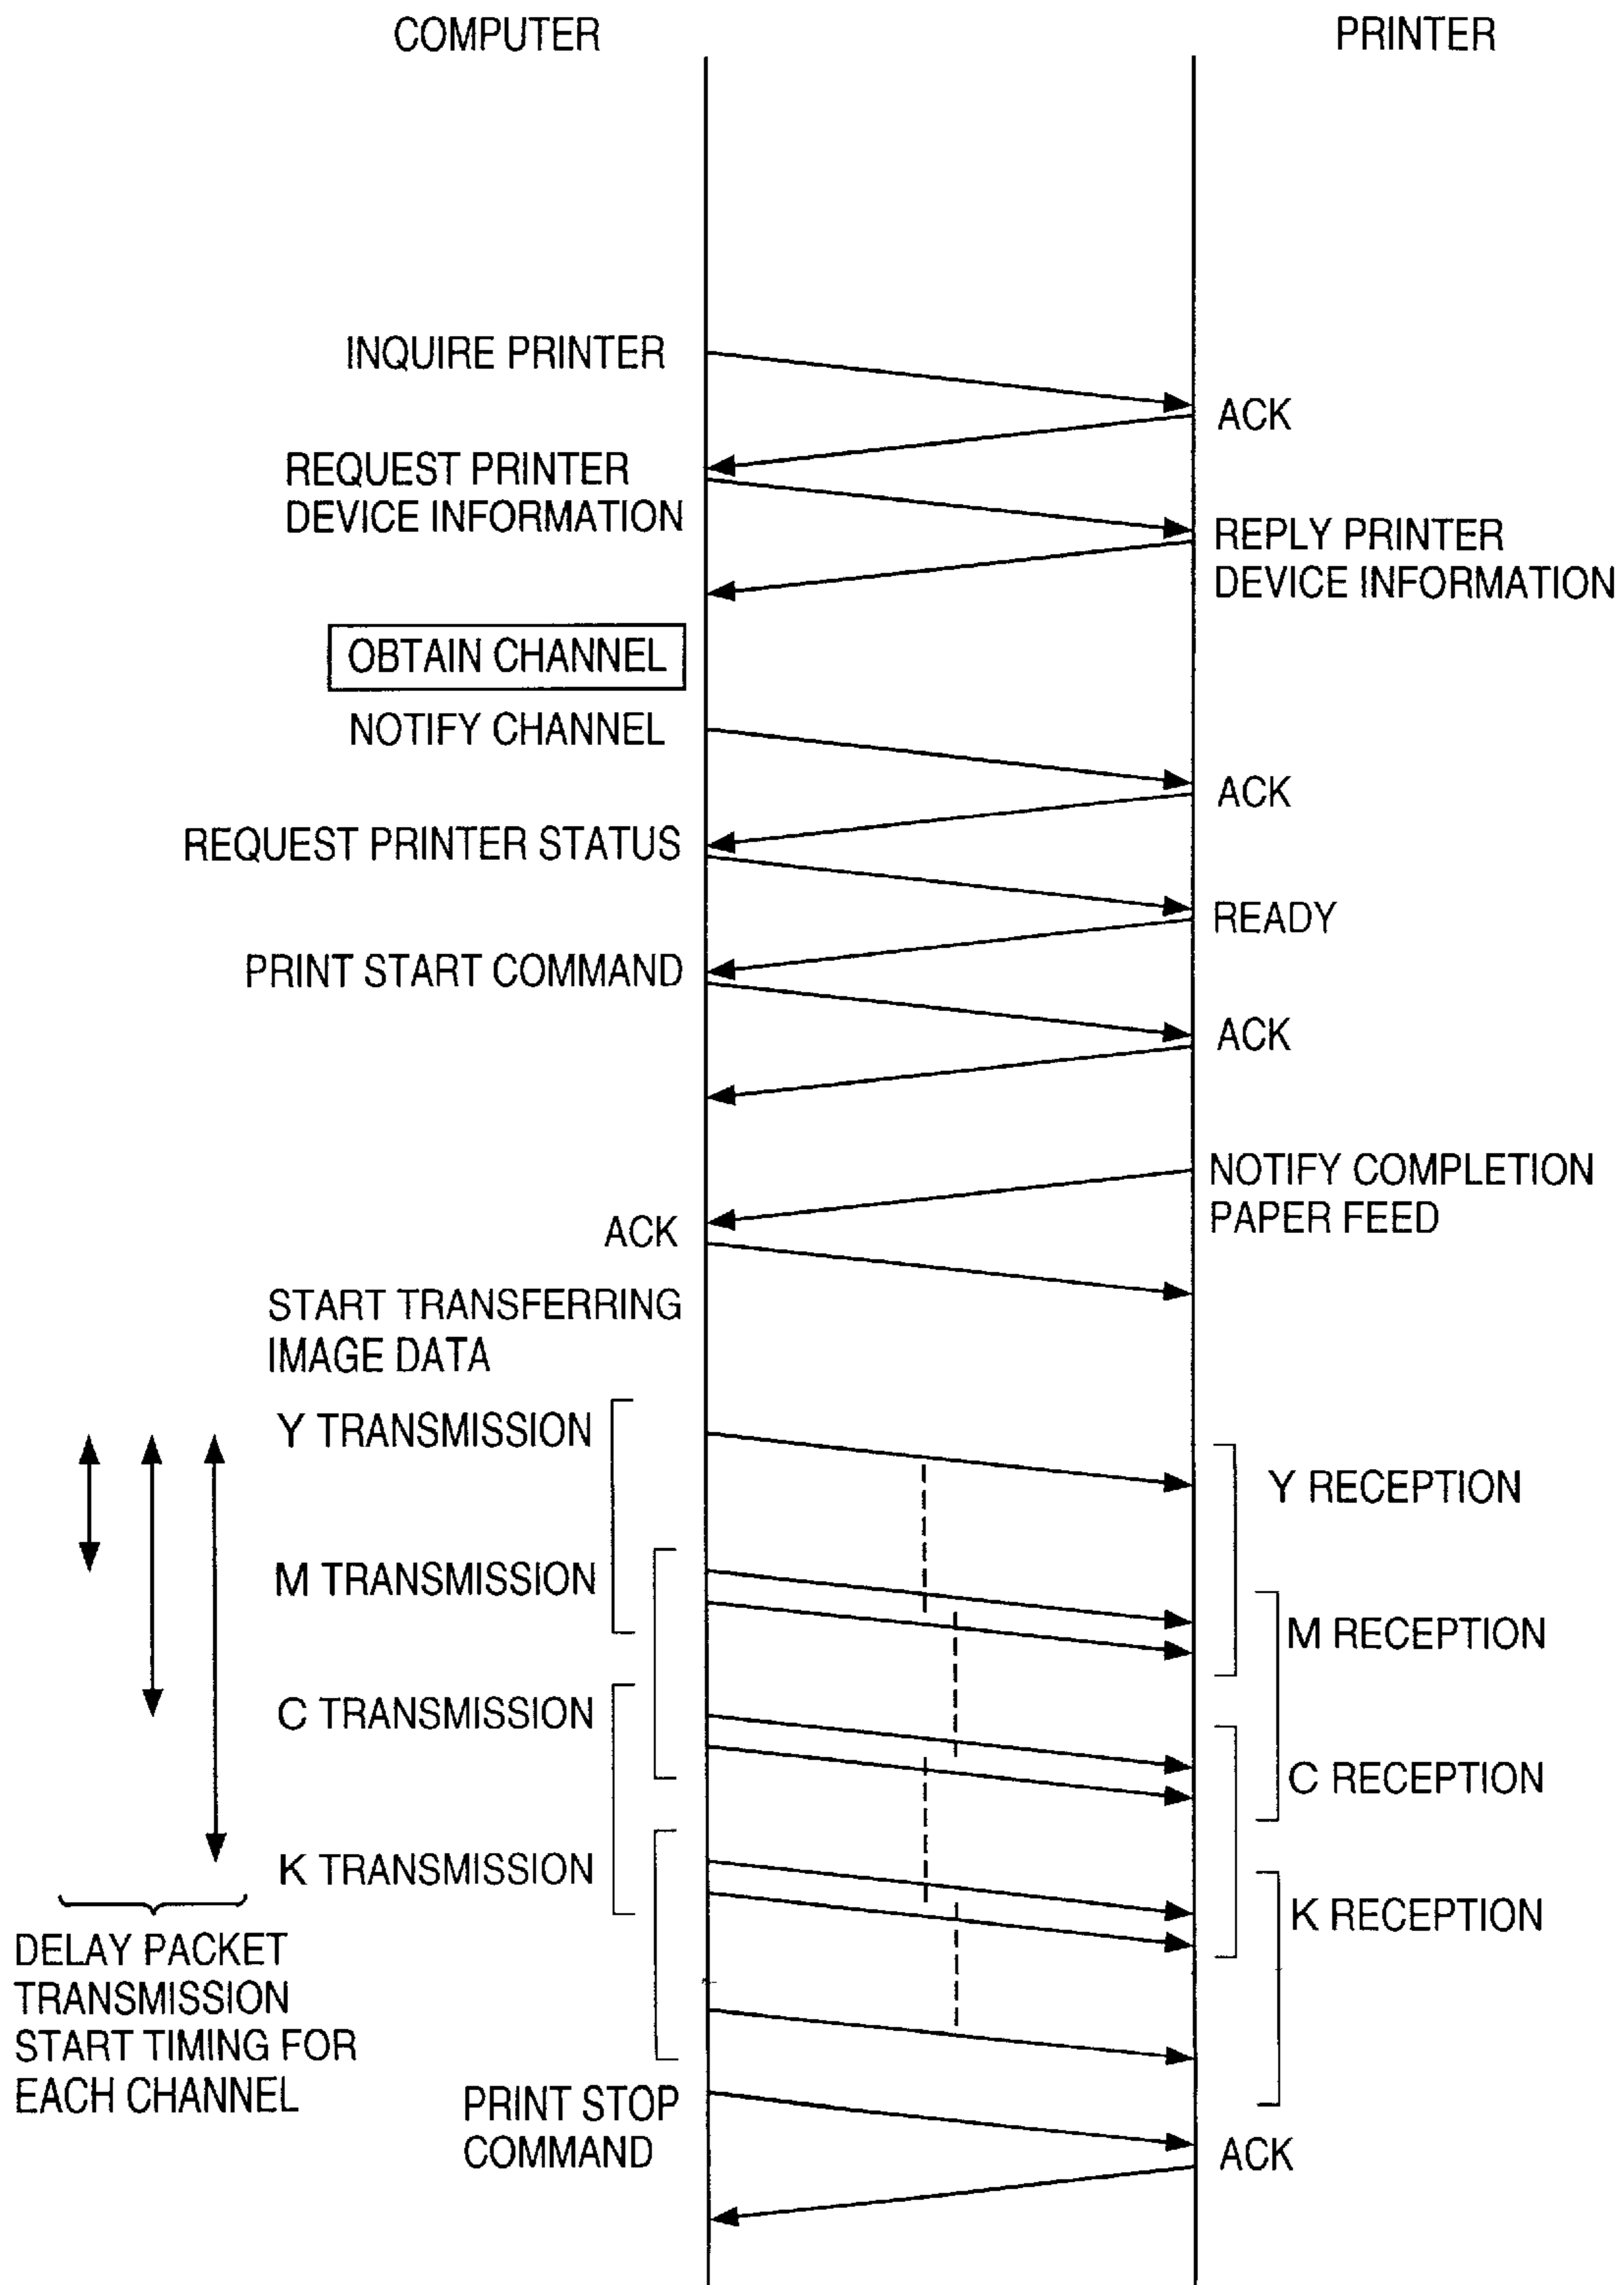 COMPUTER
PRINTER
INQUIRE PRINTER
ACK
REQUEST PRINTER
DEVICE INFORMATION
REPLY PRINTER
DEVICE INFORMATION
OBTAIN CHANNEL
NOTIFY CHANNEL
ACK
REQUEST PRINTER STATUS
READY
PRINT START COMMAND
ACK
NOTIFY COMPLETION
PAPER FEED
ACK
START TRANSFERRING
IMAGE DATA
Y TRANSMISSION
Y RECEPTION
M TRANSMISSION
M RECEPTION
C TRANSMISSION
C RECEPTION
K TRANSMISSION
K RECEPTION
DELAY PACKET
TRANSMISSION
START TIMING FOR
EACH CHANNEL
PRINT STOP
COMMAND
ACK